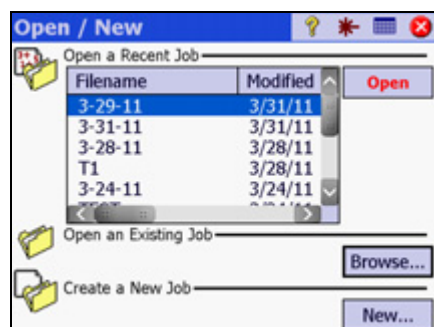 Open / New
Open a Recent Job
Filename Modified
Open
3-29-11 3/31/11
3-31-11 3/31/11
3-28-11 3/28/11
T1 3/28/11
3-24-11 3/24/11
Open an Existing Job
Browse...
Create a New Job
New...